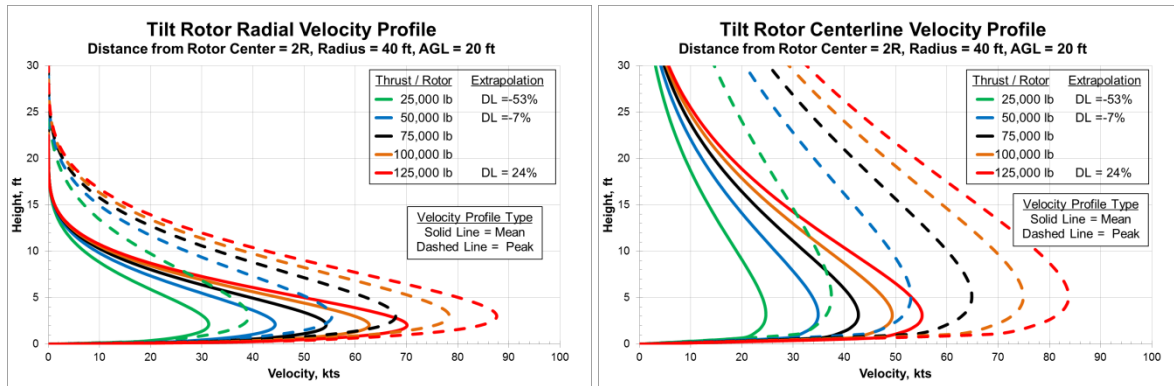 Tilt Rotor Radial Velocity Profile
Distance from Rotor Center = 2R, Radius = 40 ft, AGL = 20 ft
30
25
20
15
10
5
0
Height, ft
Thrust / Rotor Extrapolation
25,000 lb DL =-53%
50,000 lb DL =-7%
75,000 lb
100,000 lb
125,000 lb DL = 24%
Velocity Profile Type
Solid Line = Mean
Dashed Line = Peak
0 10 20 30 40 50 60 70 80 90 100
Velocity, kts
Tilt Rotor Centerline Velocity Profile
Distance from Rotor Center = 2R, Radius = 40 ft, AGL = 20 ft
30
25
20
15
10
5
0
Height, ft
Thrust / Rotor Extrapolation
25,000 lb DL =-53%
50,000 lb DL =-7%
75,000 lb
100,000 lb
125,000 lb DL = 24%
Velocity Profile Type
Solid Line = Mean
Dashed Line = Peak
0 10 20 30 40 50 60 70 80 90 100
Velocity, kts